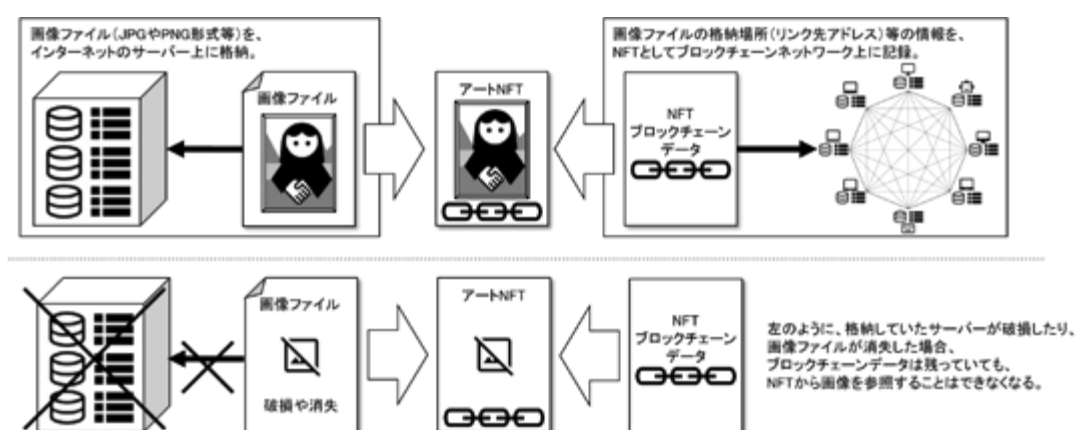 画像ファイル(JPGやPNG形式等)を、
インターネットのサーバー上に格納。
画像ファイル
アートNFT
画像ファイルの格納場所(リンク先アドレス)等の情報を、
NFTとしてブロックチェーンネットワーク上に記録。
NFT
ブロックチェーン
データ
画像ファイル
破損や消失
アートNFT
NFT
ブロックチェーン
データ
左のように、格納していたサーバーが破損したり、
画像ファイルが消失した場合、
ブロックチェーンデータは残っていても、
NFTから画像を参照することはできなくなる。